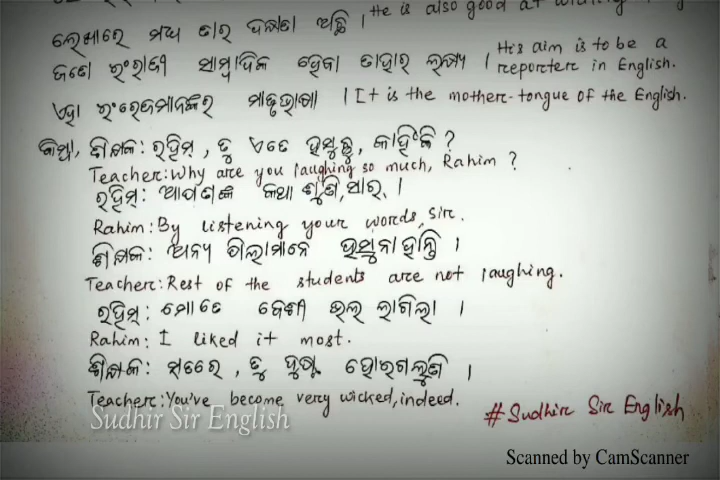 He is also good at
ଲେଖାରେ ମଧ୍ୟ ତାର ଦକ୍ଷତା ଅଛି ।
ଜଣେ ଇଂରାଜୀ ସାମ୍ବାଦିକ ହେବା ତାହାର ଲକ୍ଷ୍ୟ । His aim is to be a reporter in English.
ଏହା ଇଂରେଜମାନଙ୍କର ମାତୃଭାଷା । It is the mother-tongue of the English.
ଶିକ୍ଷକ: ରହିମ୍, ତୁ ଏତେ ହସୁଛୁ, କାହିଁକି ?
Teacher: Why are you laughing so much, Rahim ?
ରହିମ୍: ଆପଣଙ୍କ କଥା ଶୁଣି, ସାର୍ ।
Rahim: By listening your words, sir.
ଶିକ୍ଷକ: ଅନ୍ୟ ପିଲାମାନେ ହସୁନାହାନ୍ତି ।
Teacher: Rest of the students are not laughing.
ରହିମ୍: ମୋତେ ବେଶୀ ଭଲ ଲାଗିଲା ।
Rahim: I liked it most.
ଶିକ୍ଷକ: ସତରେ, ତୁ ଦୁଷ୍ଟ ହୋଇଗଲୁଣି ।
Teacher: You've become very wicked, indeed.
Sudhir Sir English
#Sudhir Sir English
Scanned by CamScanner